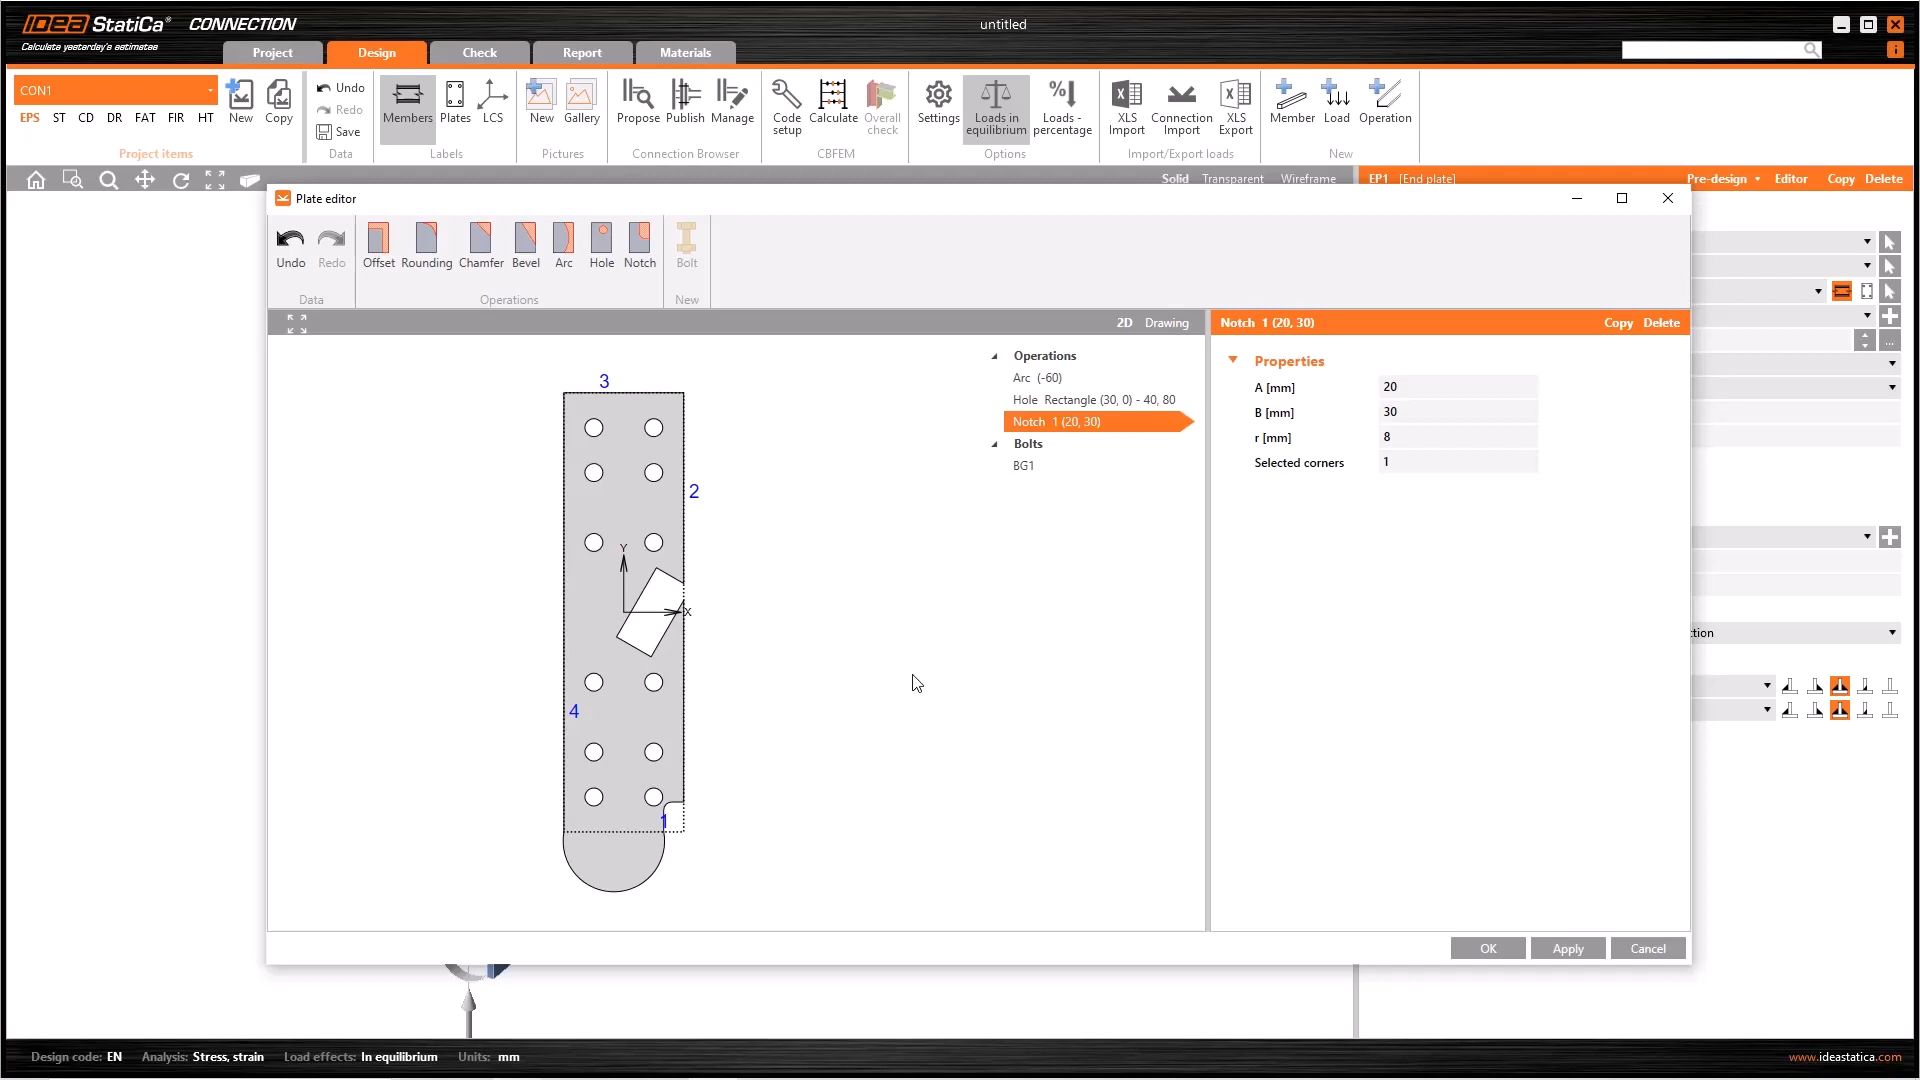 IDEA StatiCa® CONNECTION
Calculate yesterday's estimates
untitled
Project
Design
Check
Report
Materials
CON1
EPS ST CD DR FAT FIR HT
New
Copy
Project items
Undo
Redo
Save
Data
Members
Plates
LCS
Labels
New
Gallery
Pictures
Propose
Publish
Manage
Connection Browser
Code setup
Calculate
Overall check
CBFEM
Settings
Loads in equilibrium
Loads - percentage
Options
XLS Import
Connection Import
XLS Export
Import/Export loads
Member
Load
Operation
New
Solid Transparent Wireframe
EP1 [End plate]
Pre-design
Editor
Copy
Delete
Plate editor
Undo
Redo
Data
Offset
Rounding
Chamfer
Bevel
Arc
Hole
Notch
Operations
Bolt
New
2D Drawing
Notch 1 (20, 30)
Copy Delete
Operations
Arc (-60)
Hole Rectangle (30, 0) - 40, 80
Notch 1 (20, 30)
Bolts
BG1
Properties
A [mm] 20
B [mm] 30
r [mm] 8
Selected corners 1
3
2
Y
X
4
1
...
ction
OK
Apply
Cancel
Design code: EN Analysis: Stress, strain Load effects: In equilibrium Units: mm
www.ideastatica.com